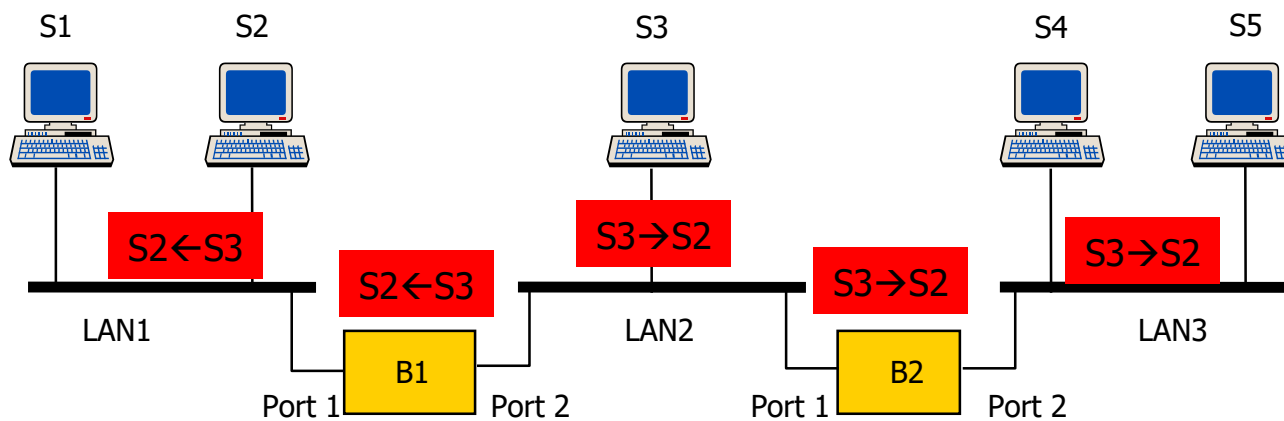 S1
S2
S3
S4
S5
S2←S3
S3→S2
S3→S2
S2←S3
S3→S2
LAN1
LAN2
LAN3
B1
B2
Port 1
Port 2
Port 1
Port 2